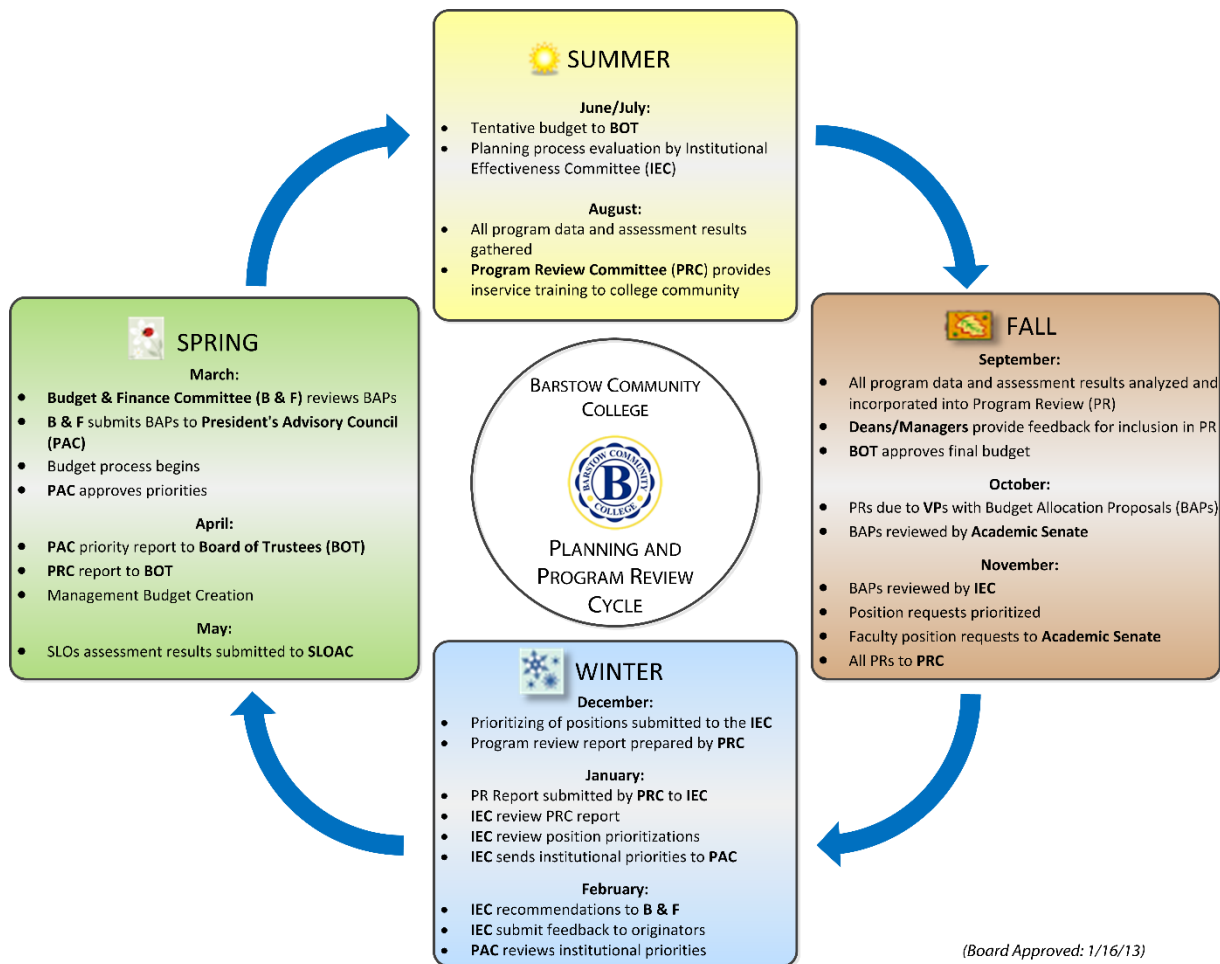 SUMMER
June/July:
• Tentative budget to BOT
• Planning process evaluation by Institutional
Effectiveness Committee (IEC)
August:
• All program data and assessment results
gathered
• Program Review Committee (PRC) provides
inservice training to college community
FALL
September:
• All program data and assessment results analyzed and
incorporated into Program Review (PR)
• Deans/Managers provide feedback for inclusion in PR
• BOT approves final budget
October:
• PRs due to VPs with Budget Allocation Proposals (BAPs)
• BAPs reviewed by Academic Senate
November:
• BAPs reviewed by IEC
• Position requests prioritized
• Faculty position requests to Academic Senate
• All PRs to PRC
WINTER
December:
• Prioritizing of positions submitted to the IEC
• Program review report prepared by PRC
January:
• PR Report submitted by PRC to IEC
• IEC review PRC report
• IEC review position prioritizations
• IEC sends institutional priorities to PAC
February:
• IEC recommendations to B & F
• IEC submit feedback to originators
• PAC reviews institutional priorities
SPRING
March:
• Budget & Finance Committee (B & F) reviews BAPs
• B & F submits BAPs to President's Advisory Council
(PAC)
• Budget process begins
• PAC approves priorities
April:
• PAC priority report to Board of Trustees (BOT)
• PRC report to BOT
• Management Budget Creation
May:
• SLOs assessment results submitted to SLOAC
BARSTOW COMMUNITY
COLLEGE
BARSTOW COMMUNITY
B
COLLEGE
PLANNING AND
PROGRAM REVIEW
CYCLE
(Board Approved: 1/16/13)